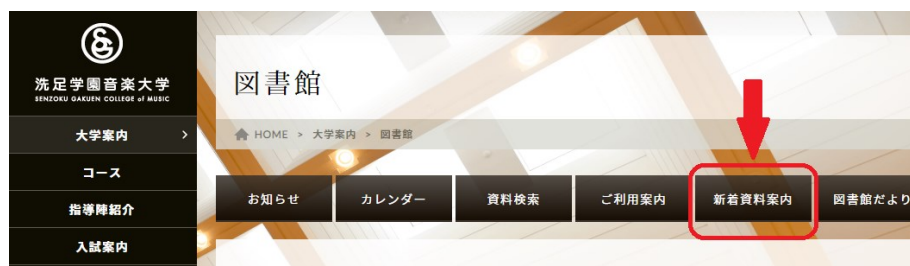 洗足学園音楽大学
SENZOKU GAKUEN COLLEGE of MUSIC
大学案内 >
コース
指導陣紹介
入試案内
図書館
HOME > 大学案内 > 図書館
お知らせ
カレンダー
資料検索
ご利用案内
新着資料案内
図書館だより